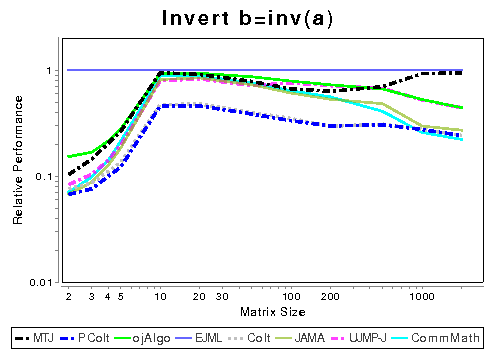 Invert b=inv(a)
Relative Performance
1
0.1
0.01
2 3 4 5 10 20 30 100 200 1000
Matrix Size
MTJ PColt ojAlgo EJML Colt JAMA UJMP-J CommMath